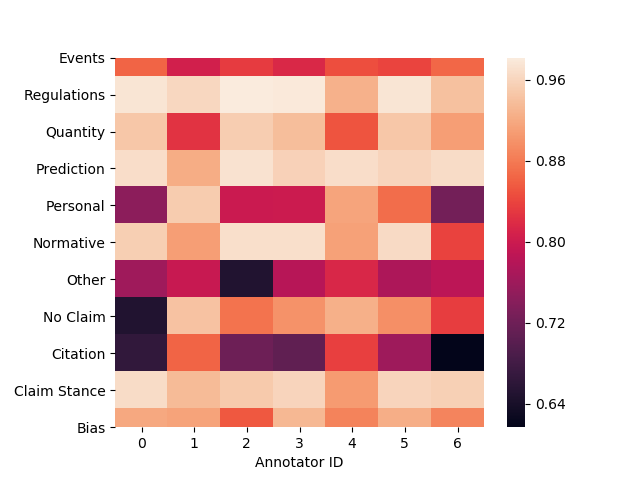 Events
Regulations
Quantity
Prediction
Personal
Normative
Other
No Claim
Citation
Claim Stance
Bias
0 1 2 3 4 5 6
Annotator ID
0.96
0.88
0.80
0.72
0.64